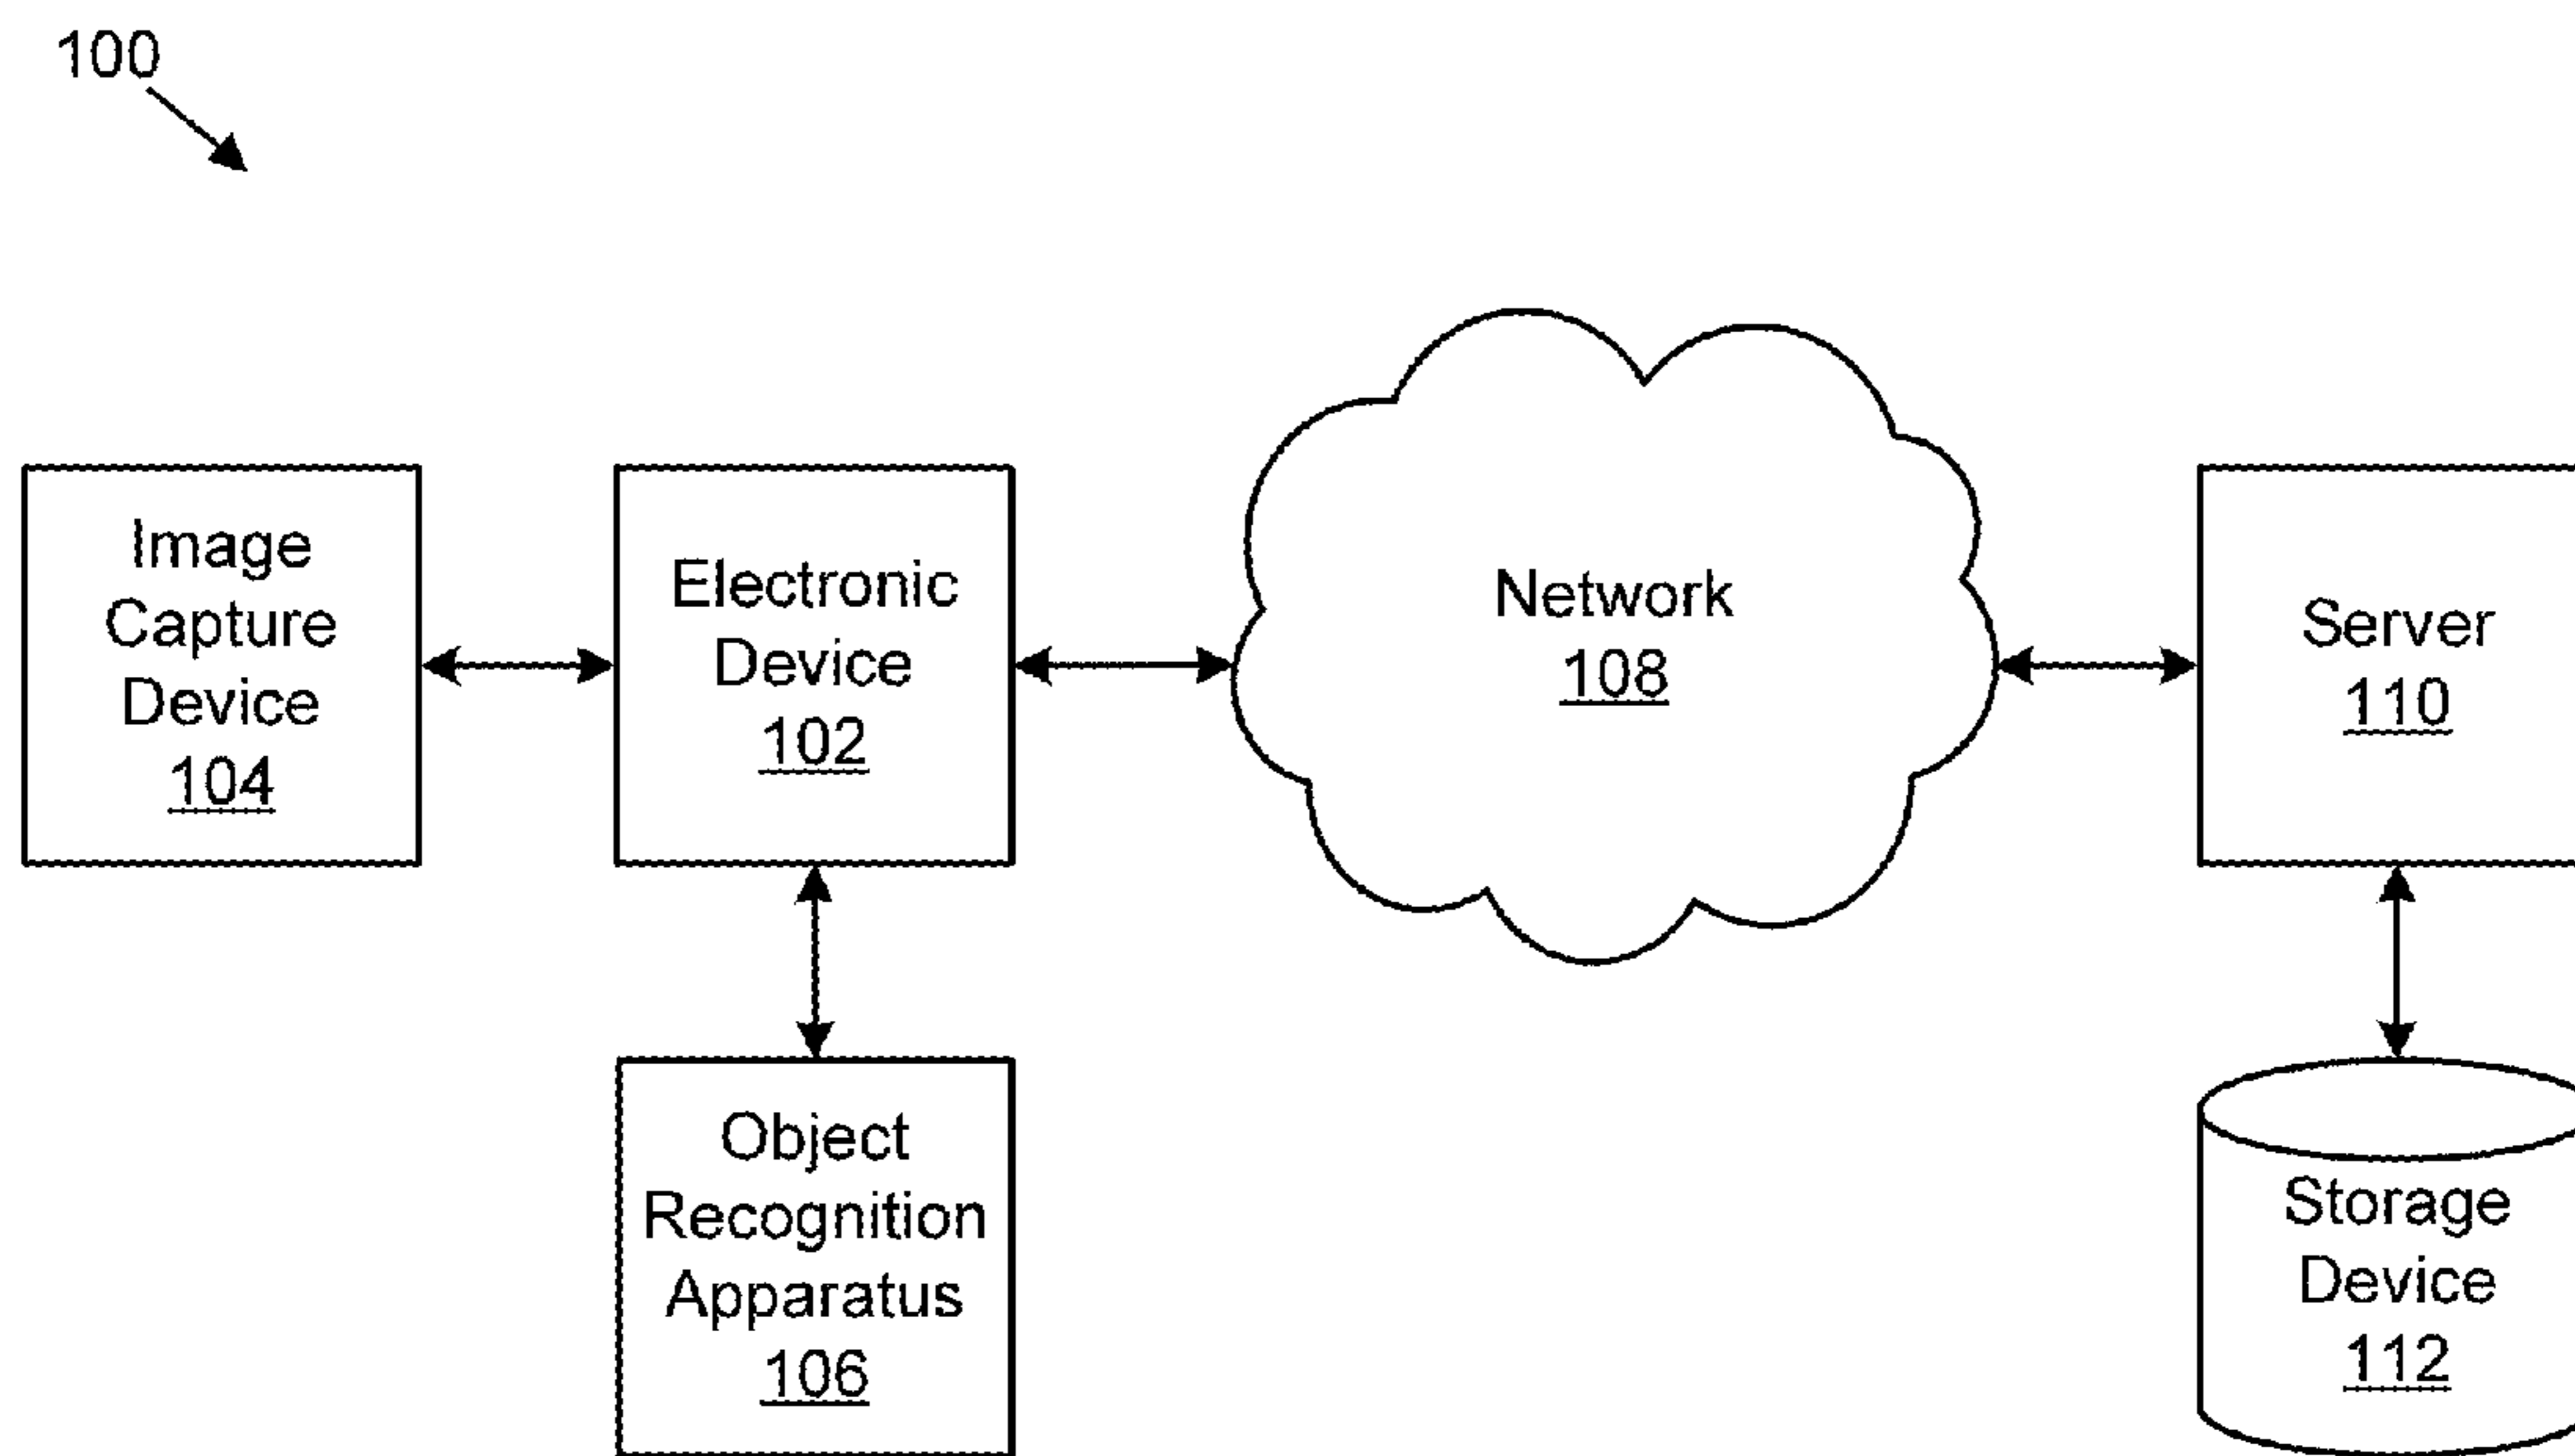 100
Image
Capture
Device
104
Electronic
Device
102
Network
108
Server
110
Object
Recognition
Apparatus
106
Storage
Device
112